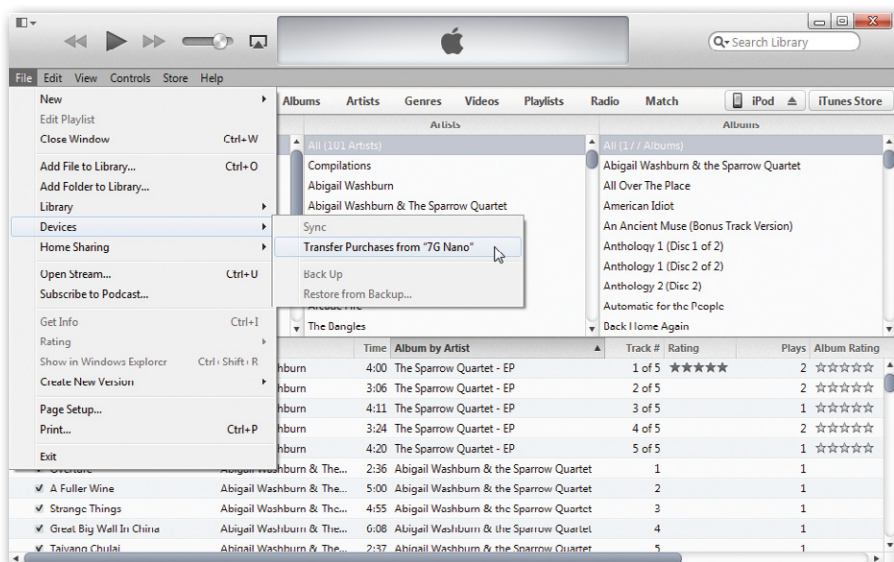 Search Library
File Edit View Controls Store Help
New
Edit Playlist
Close Window Ctrl+W
Add File to Library... Ctrl+O
Add Folder to Library...
Library
Devices
Home Sharing
Open Stream... Ctrl+U
Subscribe to Podcast...
Get Info Ctrl+I
Rating
Show in Windows Explorer Ctrl+Shift+R
Create New Version
Page Setup...
Print... Ctrl+P
Exit
Sync
Transfer Purchases from "7G Nano"
Back Up
Restore from Backup...
Albums Artists Genres Videos Playlists Radio Match iPod iTunes Store
Artists
All (101 Artists)
Compilations
Abigail Washburn
Abigail Washburn & The Sparrow Quartet
Arcade Fire
The Bangles
Albums
All (177 Albums)
Abigail Washburn & the Sparrow Quartet
All Over The Place
American Idiot
An Ancient Muse (Bonus Track Version)
Anthology 1 (Disc 1 of 2)
Anthology 1 (Disc 2 of 2)
Anthology 2 (Disc 2)
Automatic for the People
Back Home Again
Time Album by Artist Track # Rating Plays Album Rating
hburn 4:00 The Sparrow Quartet - EP 1 of 5 ★★★★★ 2 ☆☆☆☆☆
hburn 3:06 The Sparrow Quartet - EP 2 of 5 2 ☆☆☆☆☆
hburn 4:11 The Sparrow Quartet - EP 3 of 5 1 ☆☆☆☆☆
hburn 3:24 The Sparrow Quartet - EP 4 of 5 2 ☆☆☆☆☆
hburn 4:20 The Sparrow Quartet - EP 5 of 5 1 ☆☆☆☆☆
Overture Abigail Washburn & The... 2:36 Abigail Washburn & the Sparrow Quartet 1 1
A Fuller Wine Abigail Washburn & The... 5:00 Abigail Washburn & the Sparrow Quartet 2 1
Strange Things Abigail Washburn & The... 4:55 Abigail Washburn & the Sparrow Quartet 3 1
Great Big Wall In China Abigail Washburn & The... 6:08 Abigail Washburn & the Sparrow Quartet 4 1
Taiyang Chulai Abigail Washburn & The... 2:37 Abigail Washburn & the Sparrow Quartet 5 1